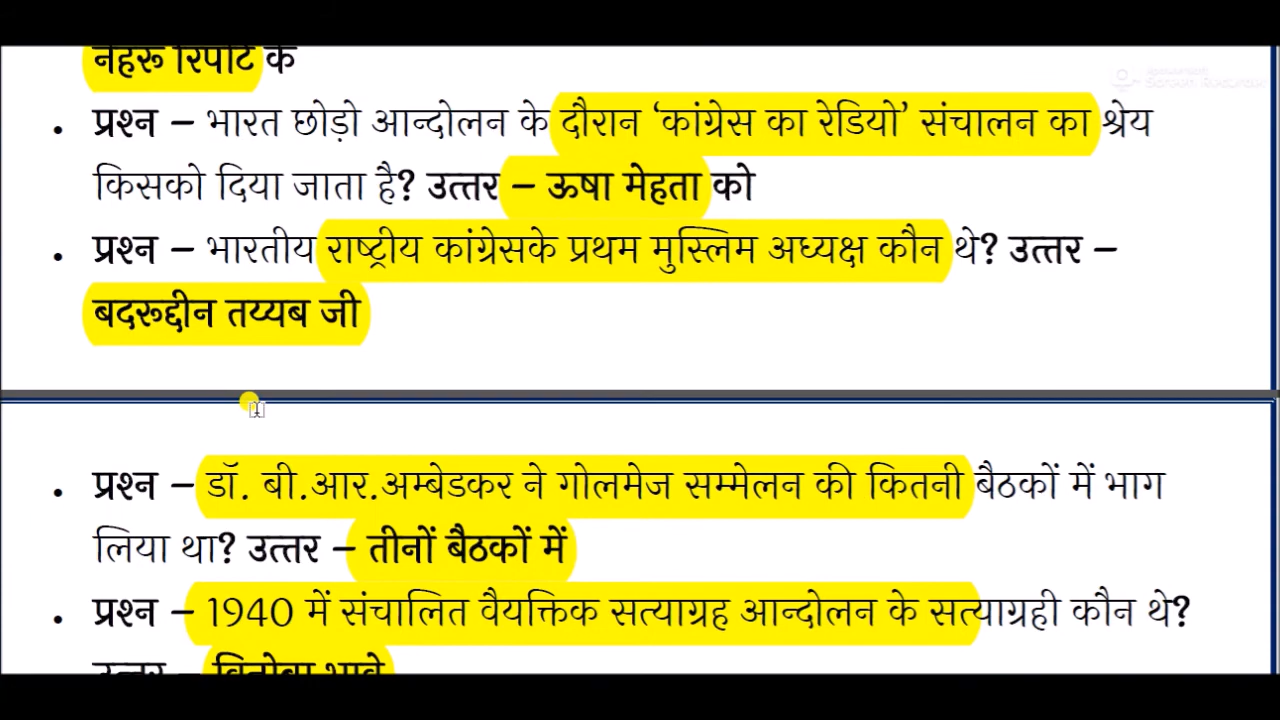 नेहरू रिपोर्ट के
• प्रश्न – भारत छोड़ो आन्दोलन के दौरान ‘कांग्रेस का रेडियो’ संचालन का श्रेय
किसको दिया जाता है? उत्तर – ऊषा मेहता को
• प्रश्न – भारतीय राष्ट्रीय कांग्रेसके प्रथम मुस्लिम अध्यक्ष कौन थे? उत्तर –
बदरूद्दीन तय्यब जी
• प्रश्न – डॉ. बी.आर.अम्बेडकर ने गोलमेज सम्मेलन की कितनी बैठकों में भाग
लिया था? उत्तर – तीनों बैठकों में
• प्रश्न – 1940 में संचालित वैयक्तिक सत्याग्रह आन्दोलन के सत्याग्रही कौन थे?
उत्तर – विनोबा भावे